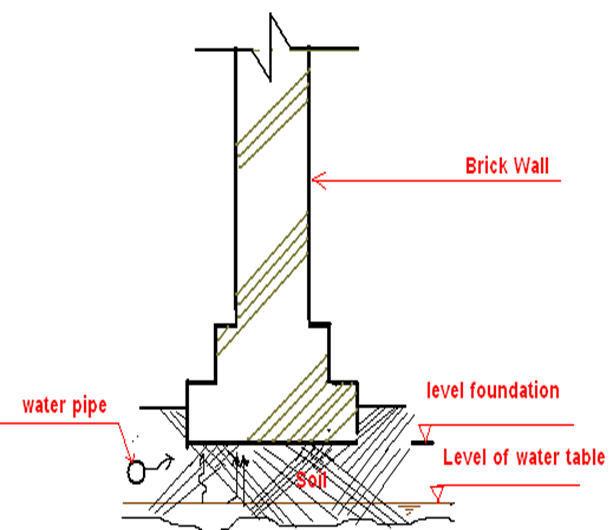 Brick Wall
level foundation
water pipe
Level of water table
Soil